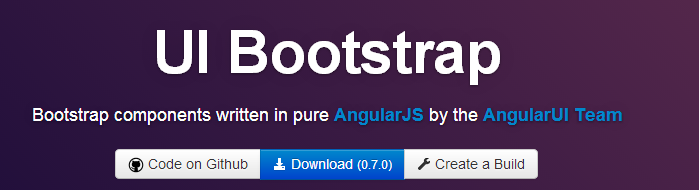 UI Bootstrap
Bootstrap components written in pure AngularJS by the AngularUI Team
Code on Github Download (0.7.0) Create a Build